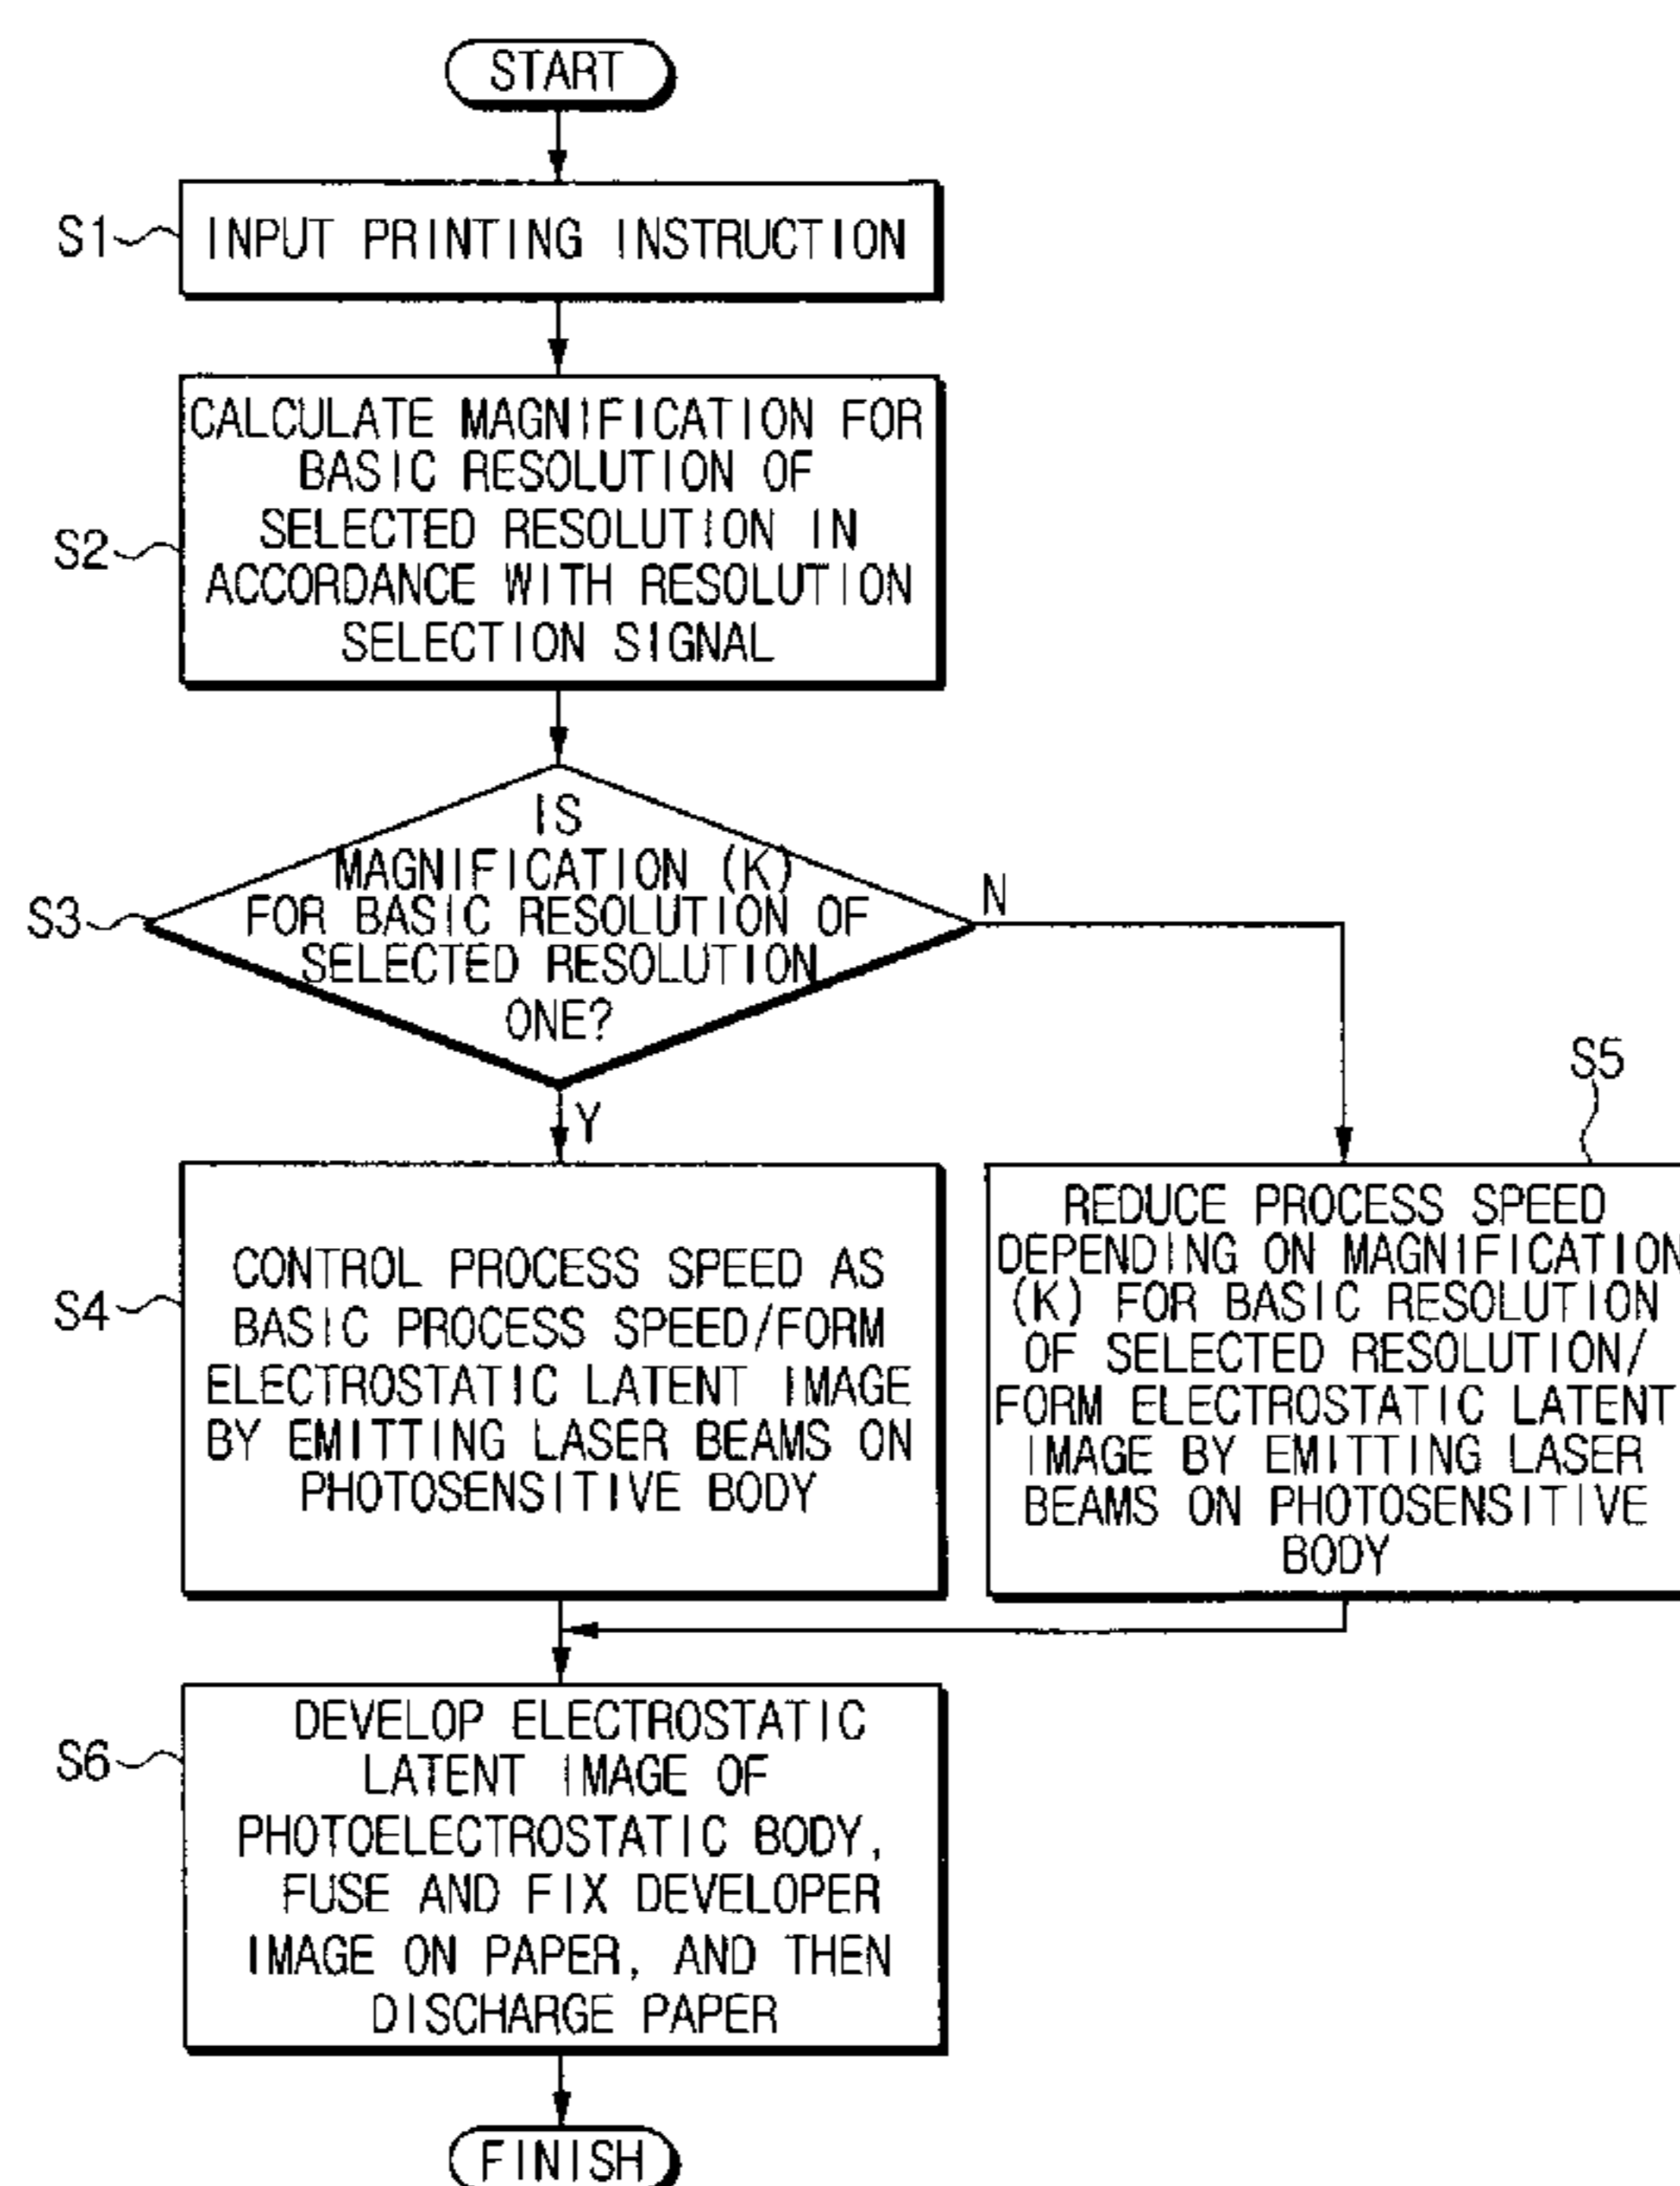 START
S1
INPUT PRINTING INSTRUCTION
S2
CALCULATE MAGNIFICATION FOR
BASIC RESOLUTION OF
SELECTED RESOLUTION IN
ACCORDANCE WITH RESOLUTION
SELECTION SIGNAL
S3
IS
MAGNIFICATION (K)
FOR BASIC RESOLUTION OF
SELECTED RESOLUTION
ONE?
N
Y
S4
CONTROL PROCESS SPEED AS
BASIC PROCESS SPEED/FORM
ELECTROSTATIC LATENT IMAGE
BY EMITTING LASER BEAMS ON
PHOTOSENSITIVE BODY
S5
REDUCE PROCESS SPEED
DEPENDING ON MAGNIFICATION
(K) FOR BASIC RESOLUTION
OF SELECTED RESOLUTION/
FORM ELECTROSTATIC LATENT
IMAGE BY EMITTING LASER
BEAMS ON PHOTOSENSITIVE
BODY
S6
DEVELOP ELECTROSTATIC
LATENT IMAGE OF
PHOTOELECTROSTATIC BODY,
FUSE AND FIX DEVELOPER
IMAGE ON PAPER, AND THEN
DISCHARGE PAPER
FINISH